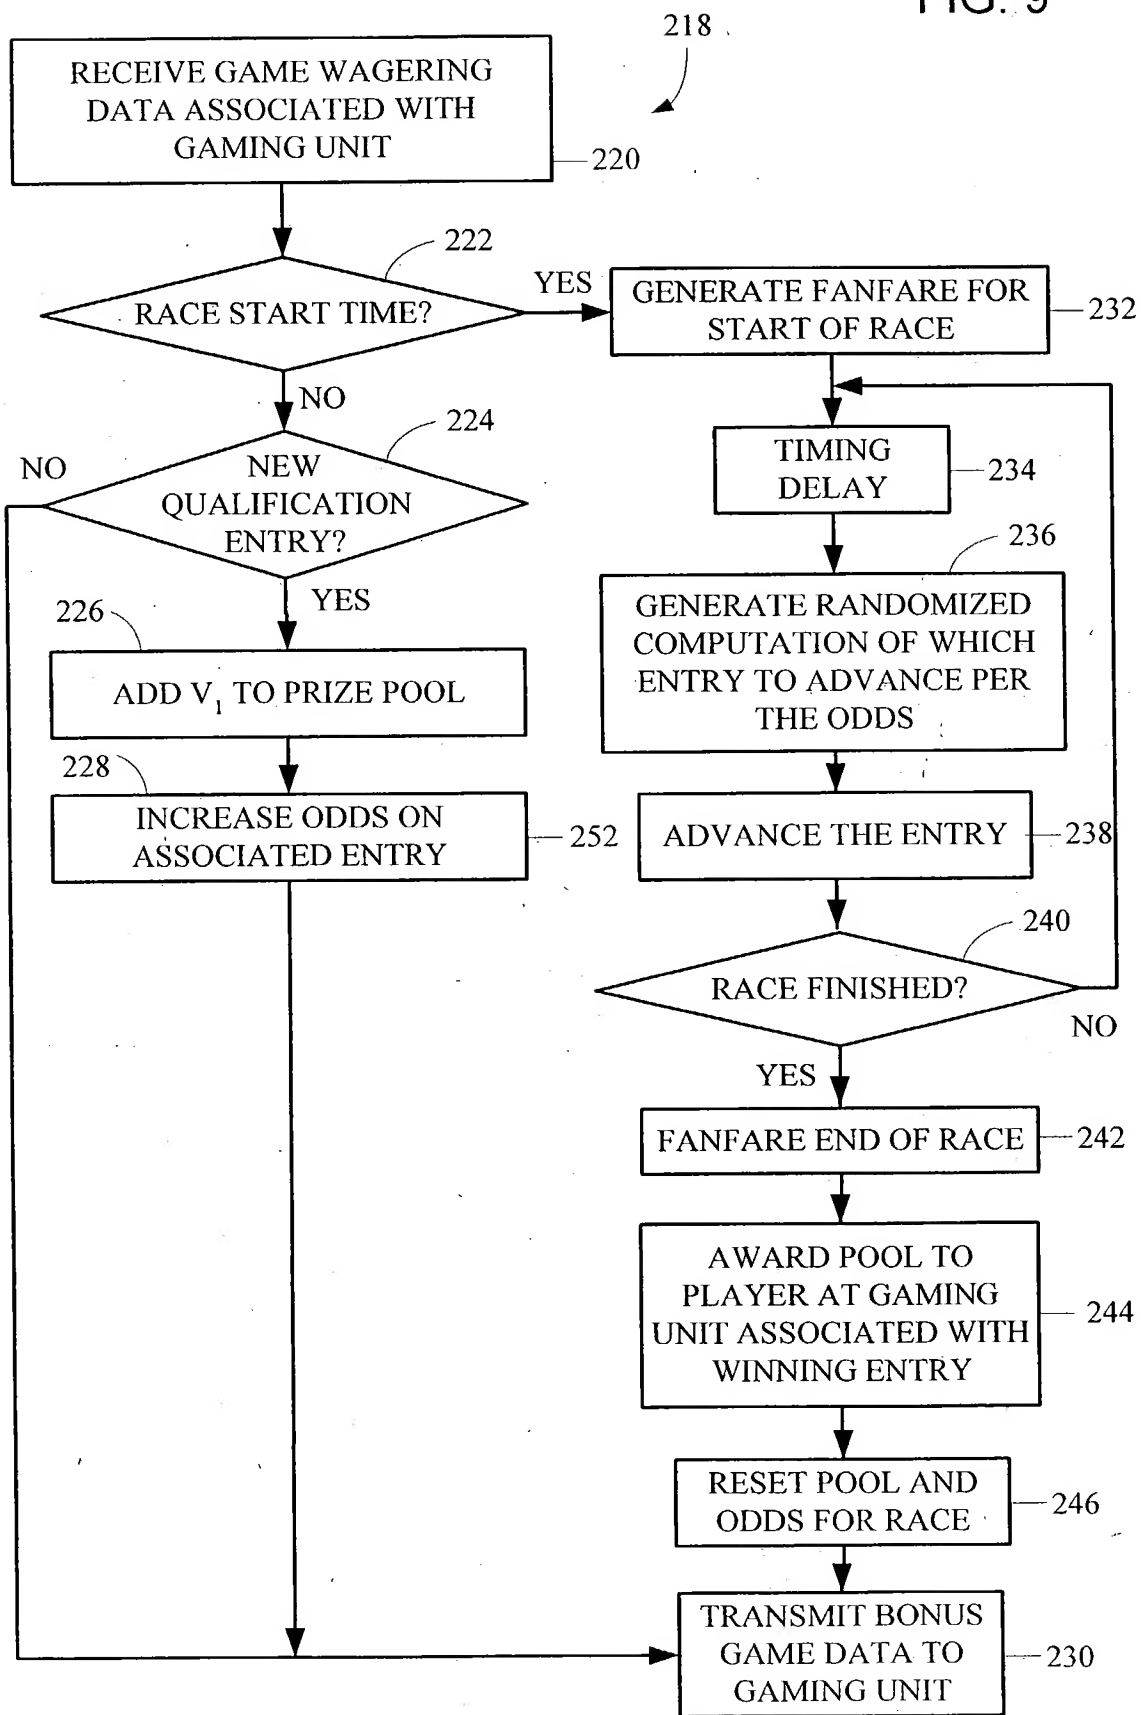 FIG. 9
218
RECEIVE GAME WAGERING
DATA ASSOCIATED WITH
GAMING UNIT
220
222
RACE START TIME?
YES
GENERATE FANFARE FOR
START OF RACE
232
NO
224
NO
NEW
QUALIFICATION
ENTRY?
YES
TIMING
DELAY
234
226
ADD V1 TO PRIZE POOL
236
GENERATE RANDOMIZED
COMPUTATION OF WHICH
ENTRY TO ADVANCE PER
THE ODDS
228
INCREASE ODDS ON
ASSOCIATED ENTRY
252
ADVANCE THE ENTRY
238
240
RACE FINISHED?
NO
YES
FANFARE END OF RACE
242
AWARD POOL TO
PLAYER AT GAMING
UNIT ASSOCIATED WITH
WINNING ENTRY
244
RESET POOL AND
ODDS FOR RACE
246
TRANSMIT BONUS
GAME DATA TO
GAMING UNIT
230